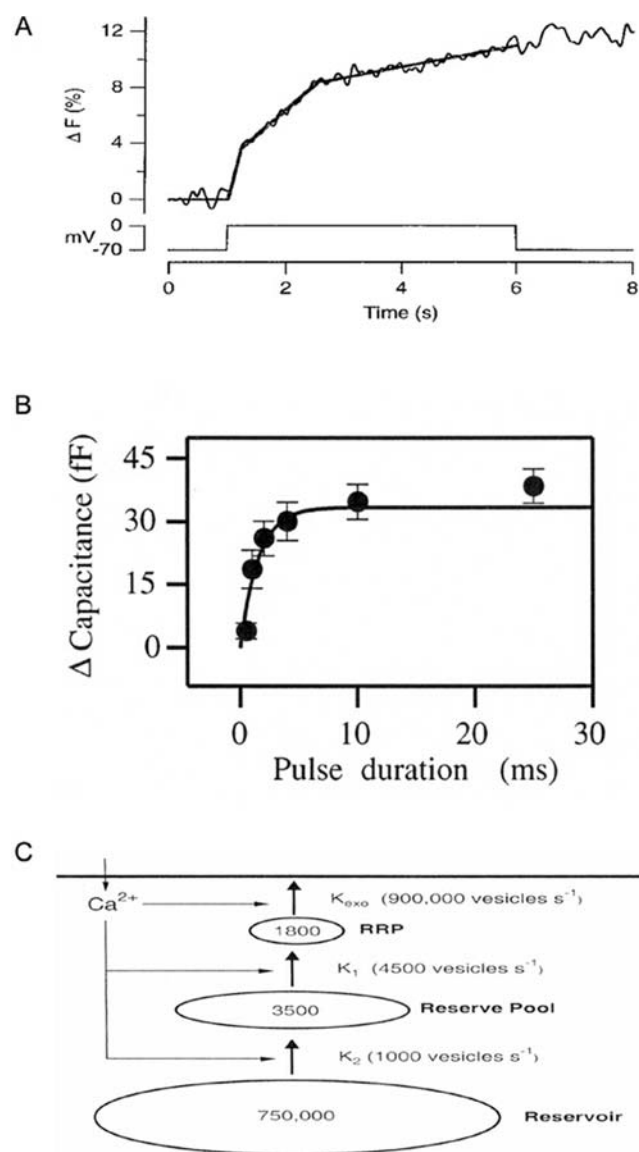 A
12
8
4
0
Δ F (%)
mV
0
-70
0 2 4 6 8
Time (s)
B
45
30
15
0
Δ Capacitance (fF)
0 10 20 30
Pulse duration (ms)
C
Ca2+
Kexo (900,000 vesicles s-1)
1800 RRP
K1 (4500 vesicles s-1)
3500 Reserve Pool
K2 (1000 vesicles s-1)
750,000 Reservoir